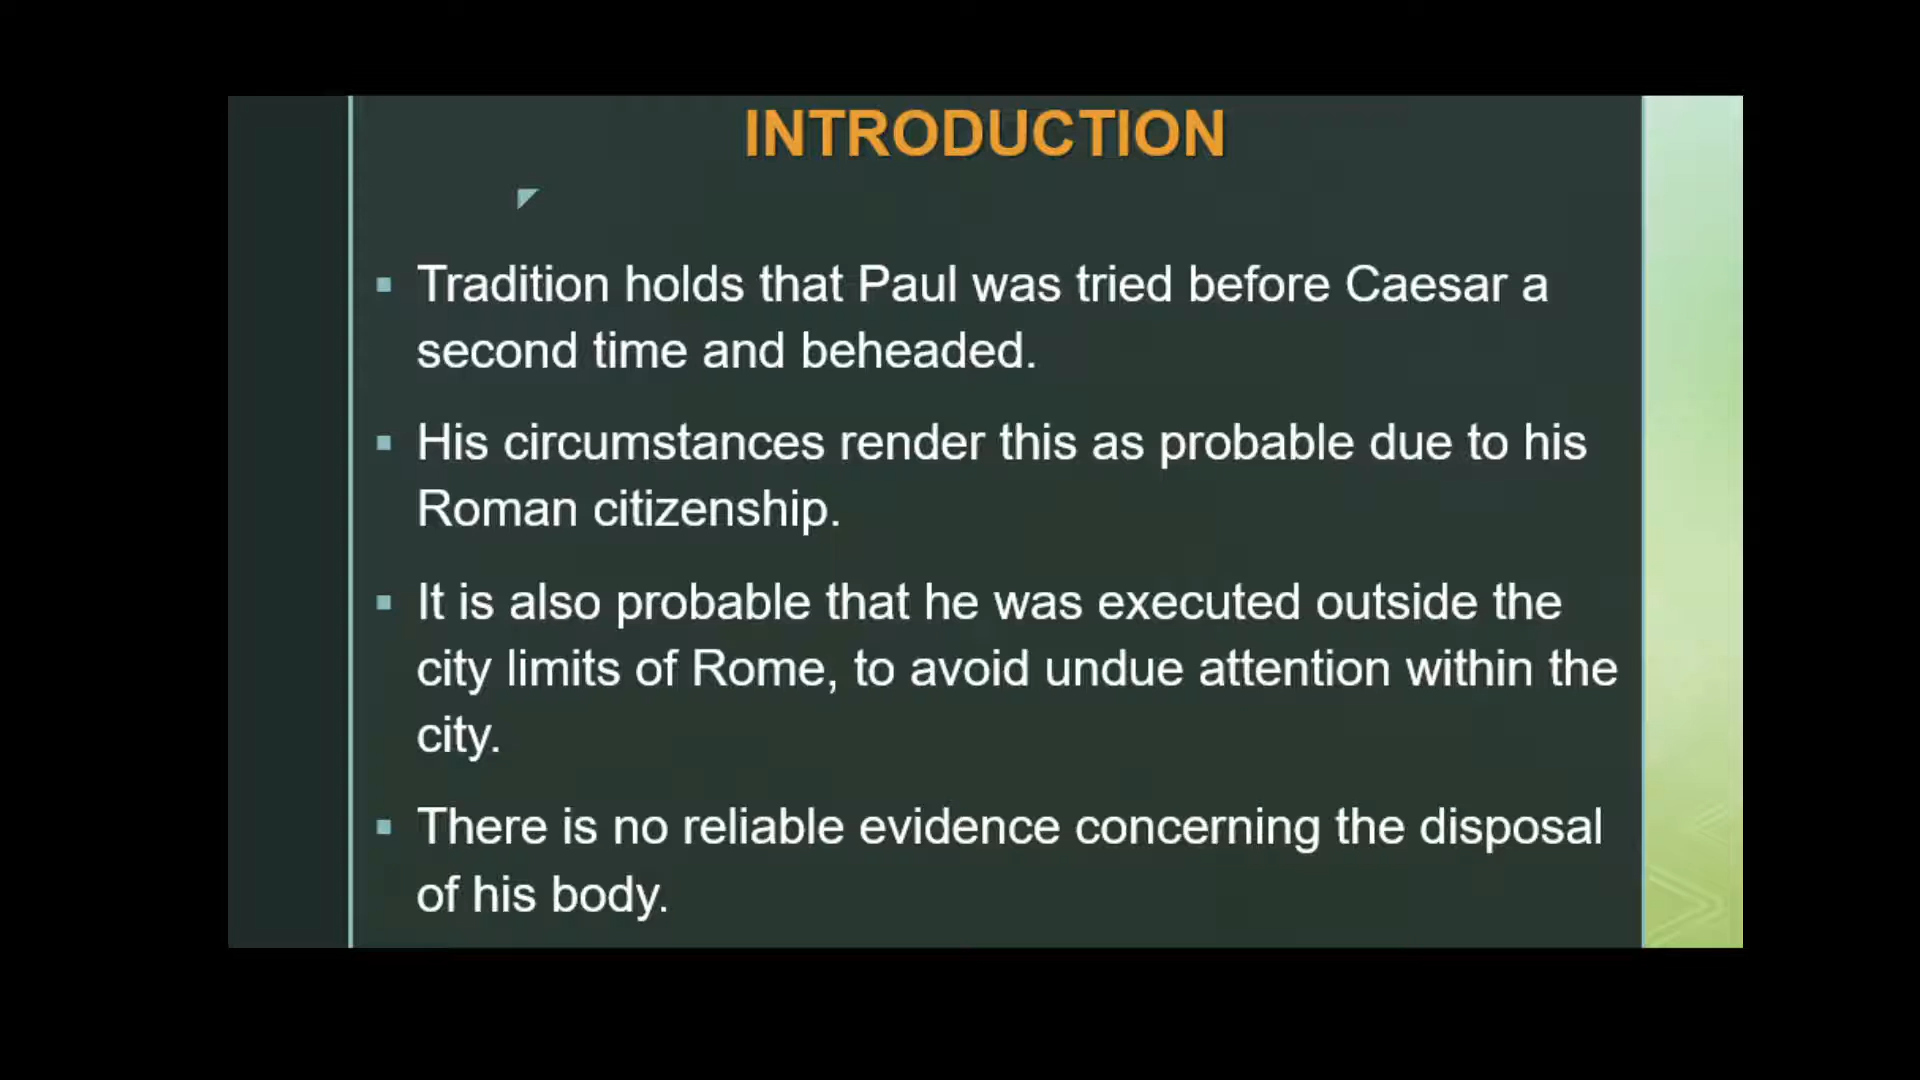 INTRODUCTION
Tradition holds that Paul was tried before Caesar a
second time and beheaded.
His circumstances render this as probable due to his
Roman citizenship.
It is also probable that he was executed outside the
city limits of Rome, to avoid undue attention within the
city.
There is no reliable evidence concerning the disposal
of his body.